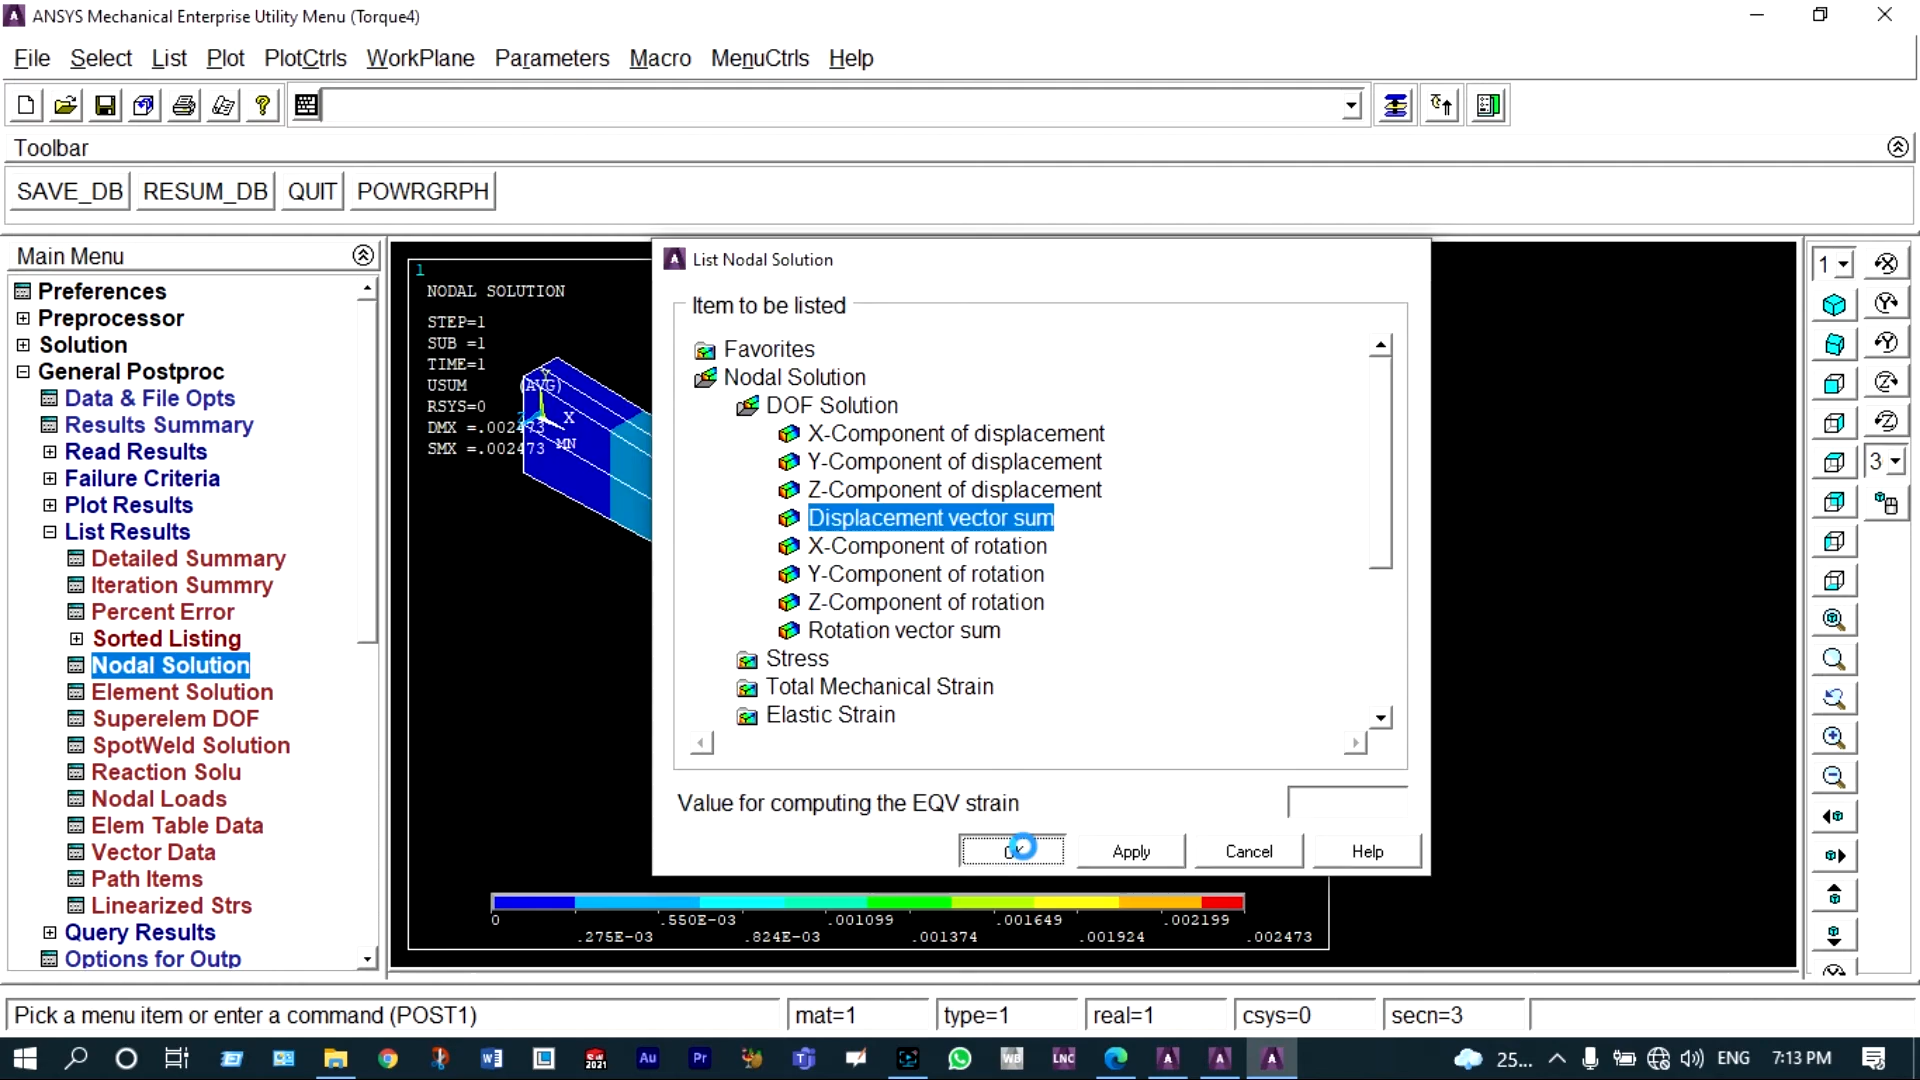 ANSYS Mechanical Enterprise Utility Menu (Torque4)
File Select List Plot PlotCtrls WorkPlane Parameters Macro MenuCtrls Help
Toolbar
SAVE_DB RESUM_DB QUIT POWRGRPH
Main Menu
Preferences
Preprocessor
Solution
General Postproc
Data & File Opts
Results Summary
Read Results
Failure Criteria
Plot Results
List Results
Detailed Summary
Iteration Summry
Percent Error
Sorted Listing
Nodal Solution
Element Solution
Superelem DOF
SpotWeld Solution
Reaction Solu
Nodal Loads
Elem Table Data
Vector Data
Path Items
Linearized Strs
Query Results
Options for Outp
1
NODAL SOLUTION
STEP=1
SUB =1
TIME=1
USUM (AVG)
RSYS=0
DMX =.002473
SMX =.002473
Y
X
Z
MN
List Nodal Solution
Item to be listed
Favorites
Nodal Solution
DOF Solution
X-Component of displacement
Y-Component of displacement
Z-Component of displacement
Displacement vector sum
X-Component of rotation
Y-Component of rotation
Z-Component of rotation
Rotation vector sum
Stress
Total Mechanical Strain
Elastic Strain
Value for computing the EQV strain
OK Apply Cancel Help
0 .550E-03 .001099 .001649 .002199
.275E-03 .824E-03 .001374 .001924 .002473
1
3
Pick a menu item or enter a command (POST1)
mat=1 type=1 real=1 csys=0 secn=3
2021 Au Pr WB LNC 25... ENG 7:13 PM